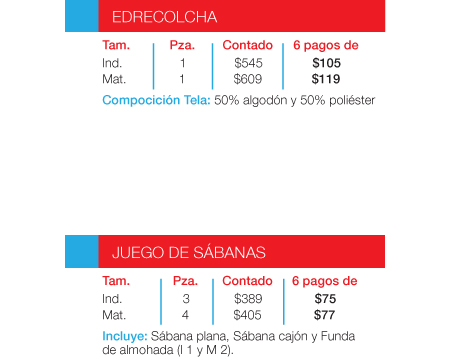 EDRECOLCHA
Tam. Pza. Contado 6 pagos de
Ind. 1 $545 $105
Mat. 1 $609 $119
Compocición Tela: 50% algodón y 50% poliéster
JUEGO DE SÁBANAS
Tam. Pza. Contado 6 pagos de
Ind. 3 $389 $75
Mat. 4 $405 $77
Incluye: Sábana plana, Sábana cajón y Funda
de almohada (I 1 y M 2).